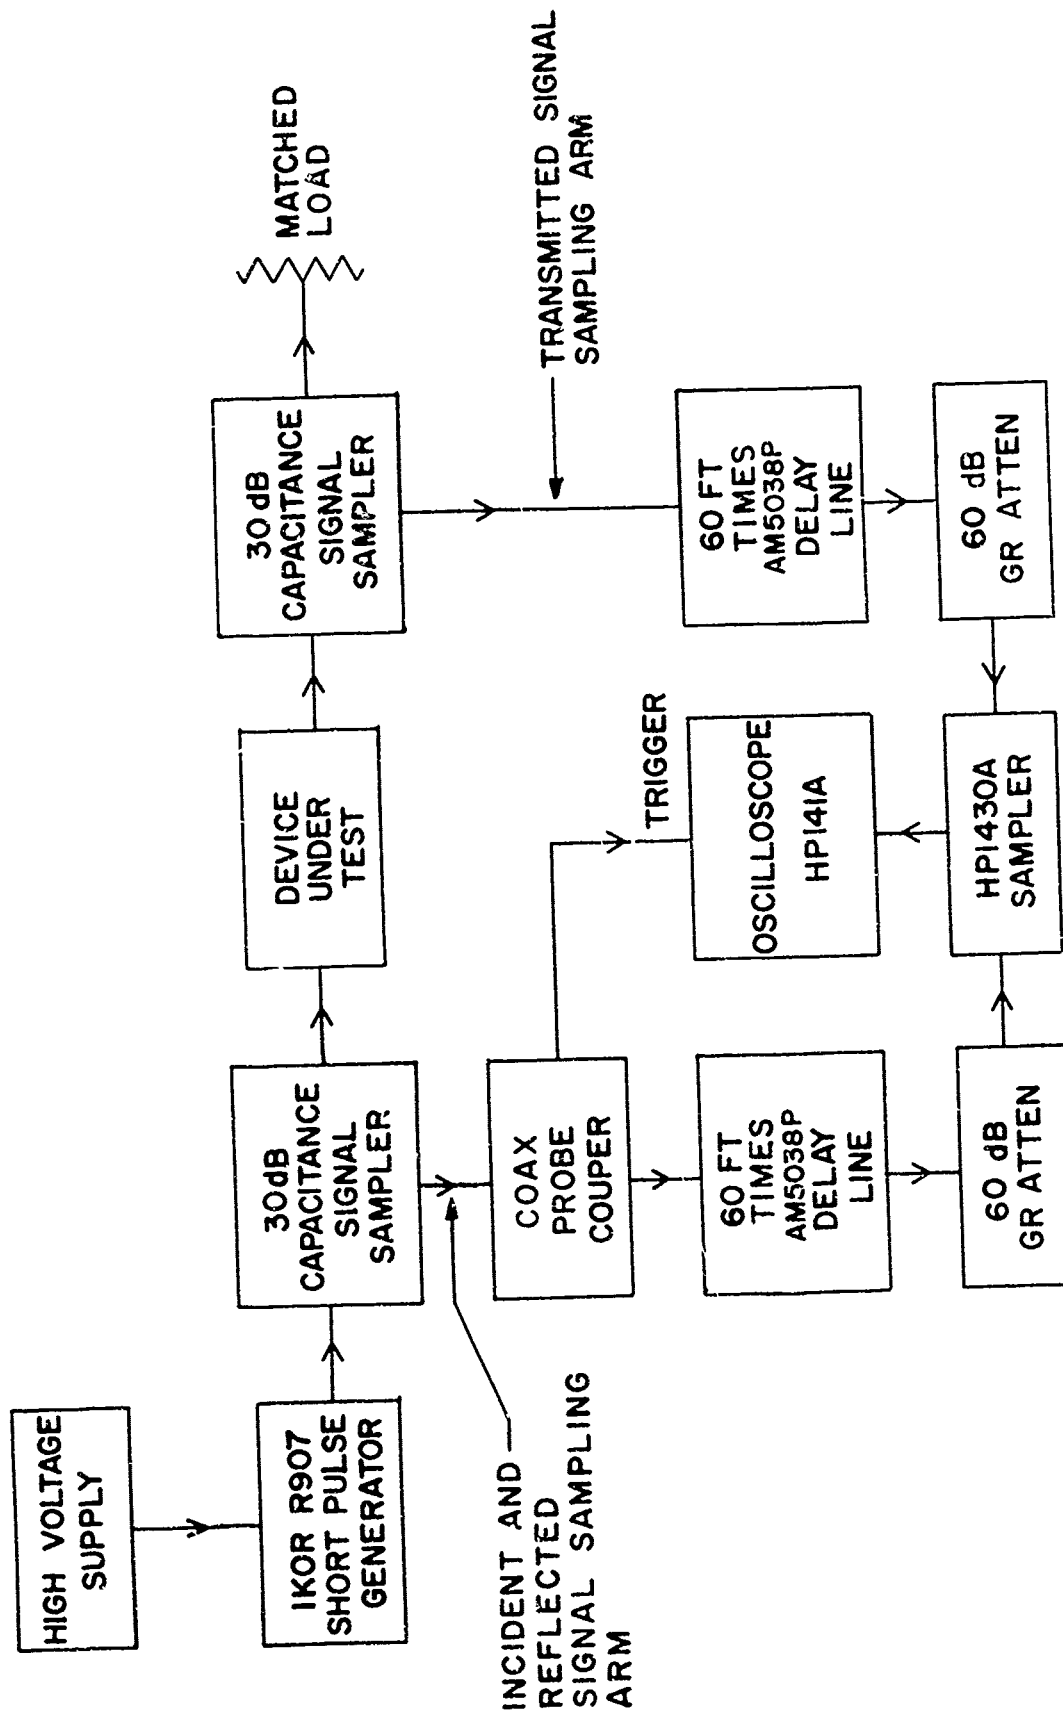 HIGH VOLTAGE
SUPPLY
IKOR R907
SHORT PULSE
GENERATOR
30dB
CAPACITANCE
SIGNAL
SAMPLER
DEVICE
UNDER
TEST
30 dB
CAPACITANCE
SIGNAL
SAMPLER
MATCHED
LOAD
INCIDENT AND
REFLECTED
SIGNAL SAMPLING
ARM
COAX
PROBE
COUPER
TRIGGER
TRANSMITTED SIGNAL
SAMPLING ARM
60 FT
TIMES
AM5038P
DELAY
LINE
OSCILLOSCOPE
HP141A
60 FT
TIMES
AM5038P
DELAY
LINE
60 dB
GR ATTEN
HP1430A
SAMPLER
60 dB
GR ATTEN